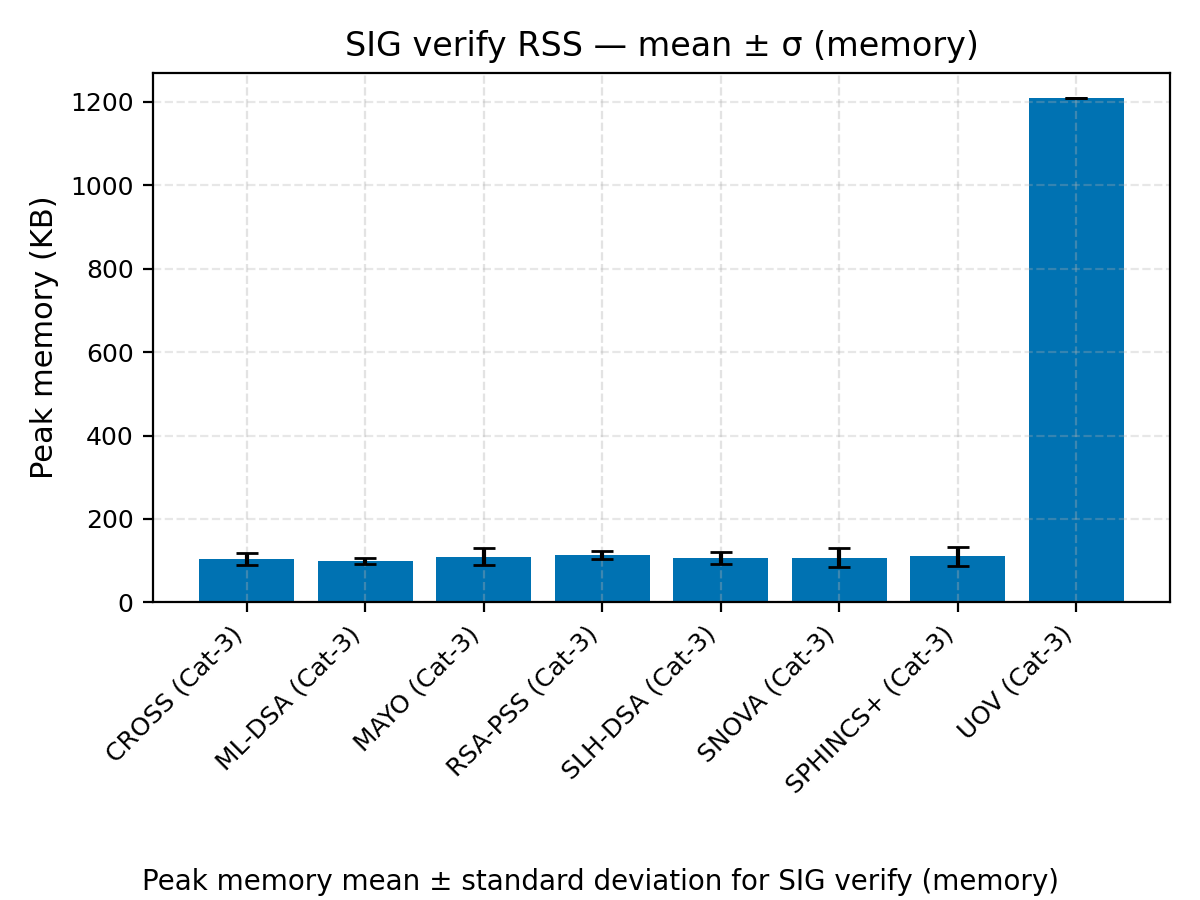 SIG verify RSS — mean ± σ (memory)
Peak memory (KB)
1200
1000
800
600
400
200
0
CROSS (Cat-3)
ML-DSA (Cat-3)
MAYO (Cat-3)
RSA-PSS (Cat-3)
SLH-DSA (Cat-3)
SNOVA (Cat-3)
SPHINCS+ (Cat-3)
UOV (Cat-3)
Peak memory mean ± standard deviation for SIG verify (memory)